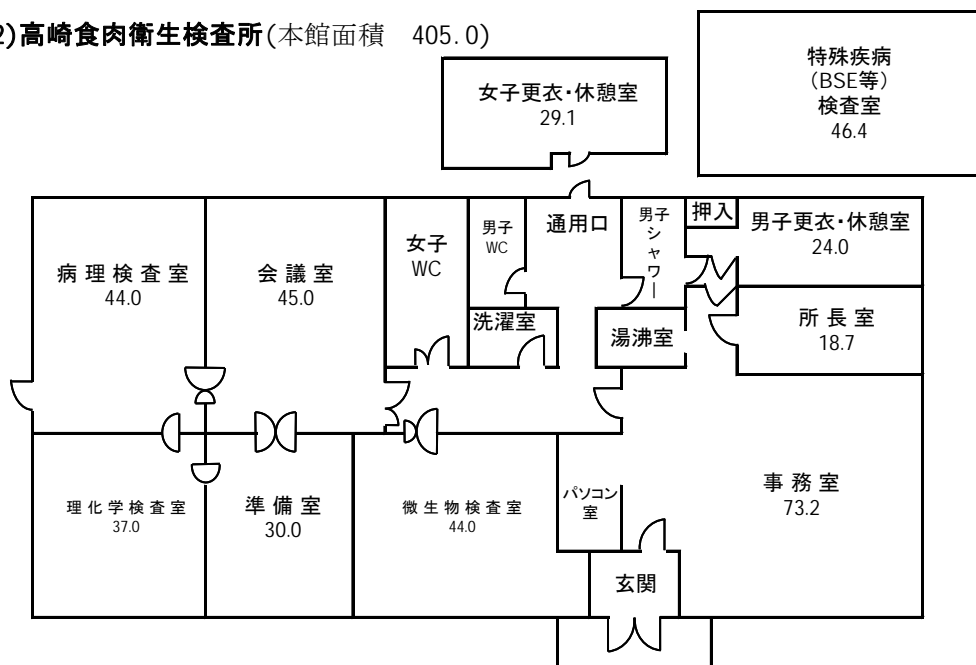 2)高崎食肉衛生検査所(本館面積　405.0)
特殊疾病
(BSE等)
検査室
46.4
女子更衣・休憩室
29.1
病理検査室
44.0
会議室
45.0
女子
WC
男子
WC
通用口
男子シャワー
押入
男子更衣・休憩室
24.0
洗濯室
湯沸室
所長室
18.7
理化学検査室
37.0
準備室
30.0
微生物検査室
44.0
パソコン
室
事務室
73.2
玄関